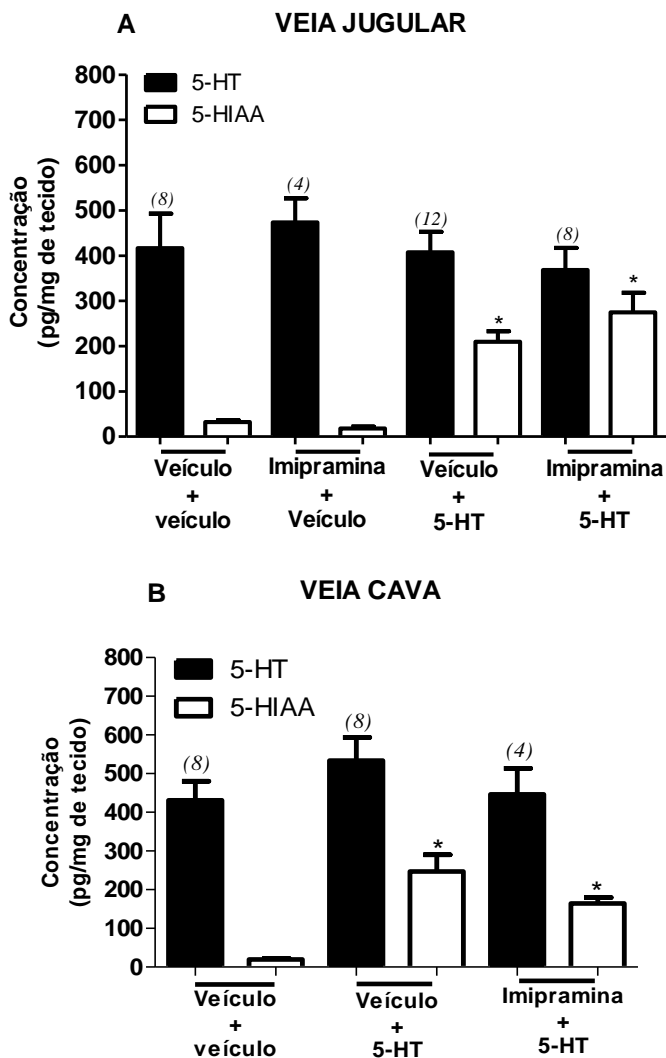 A VEIA JUGULAR
800
700
600
500
400
300
200
100
0
Concentração
(pg/mg de tecido)
5-HT
5-HIAA
(8)
(4)
(12)
(8)
*
*
Veículo Imipramina Veículo Imipramina
+ + + +
veículo Veículo 5-HT 5-HT
B VEIA CAVA
800
700
600
500
400
300
200
100
0
Concentração
(pg/mg de tecido)
5-HT
5-HIAA
(8)
(8)
(4)
*
*
Veículo Veículo Imipramina
+ + +
veículo 5-HT 5-HT